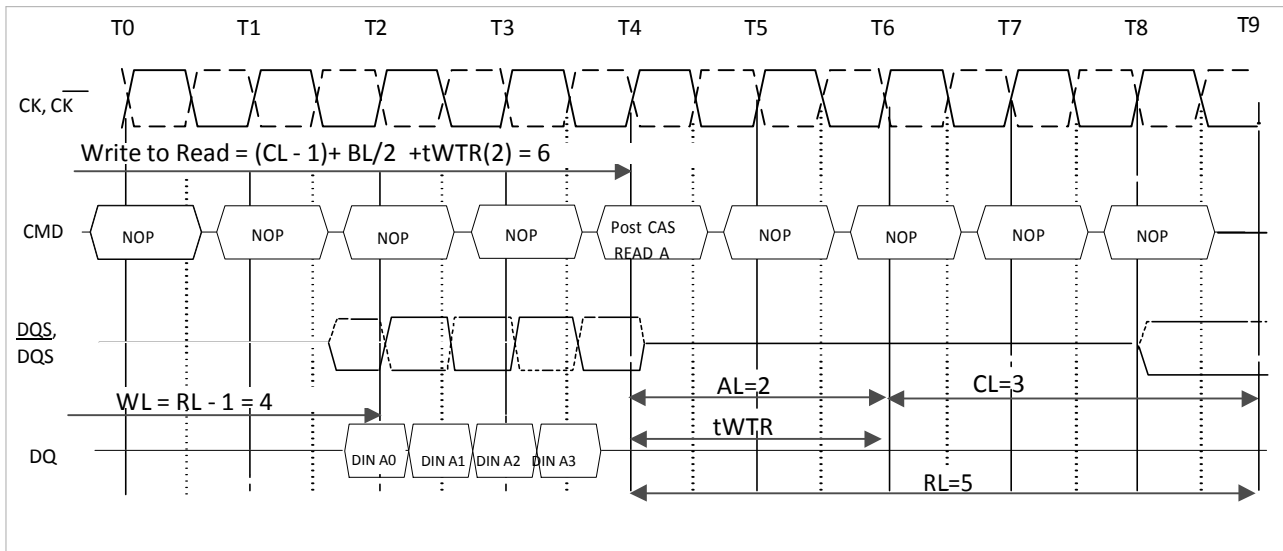 T0 T1 T2 T3 T4 T5 T6 T7 T8 T9
CK, CK
Write to Read = (CL - 1)+ BL/2 +tWTR(2) = 6
CMD NOP NOP NOP NOP Post CAS READ A NOP NOP NOP NOP
DQS,
DQS
AL=2 CL=3
WL = RL - 1 = 4
tWTR
DQ DIN A0 DIN A1 DIN A2 DIN A3
RL=5